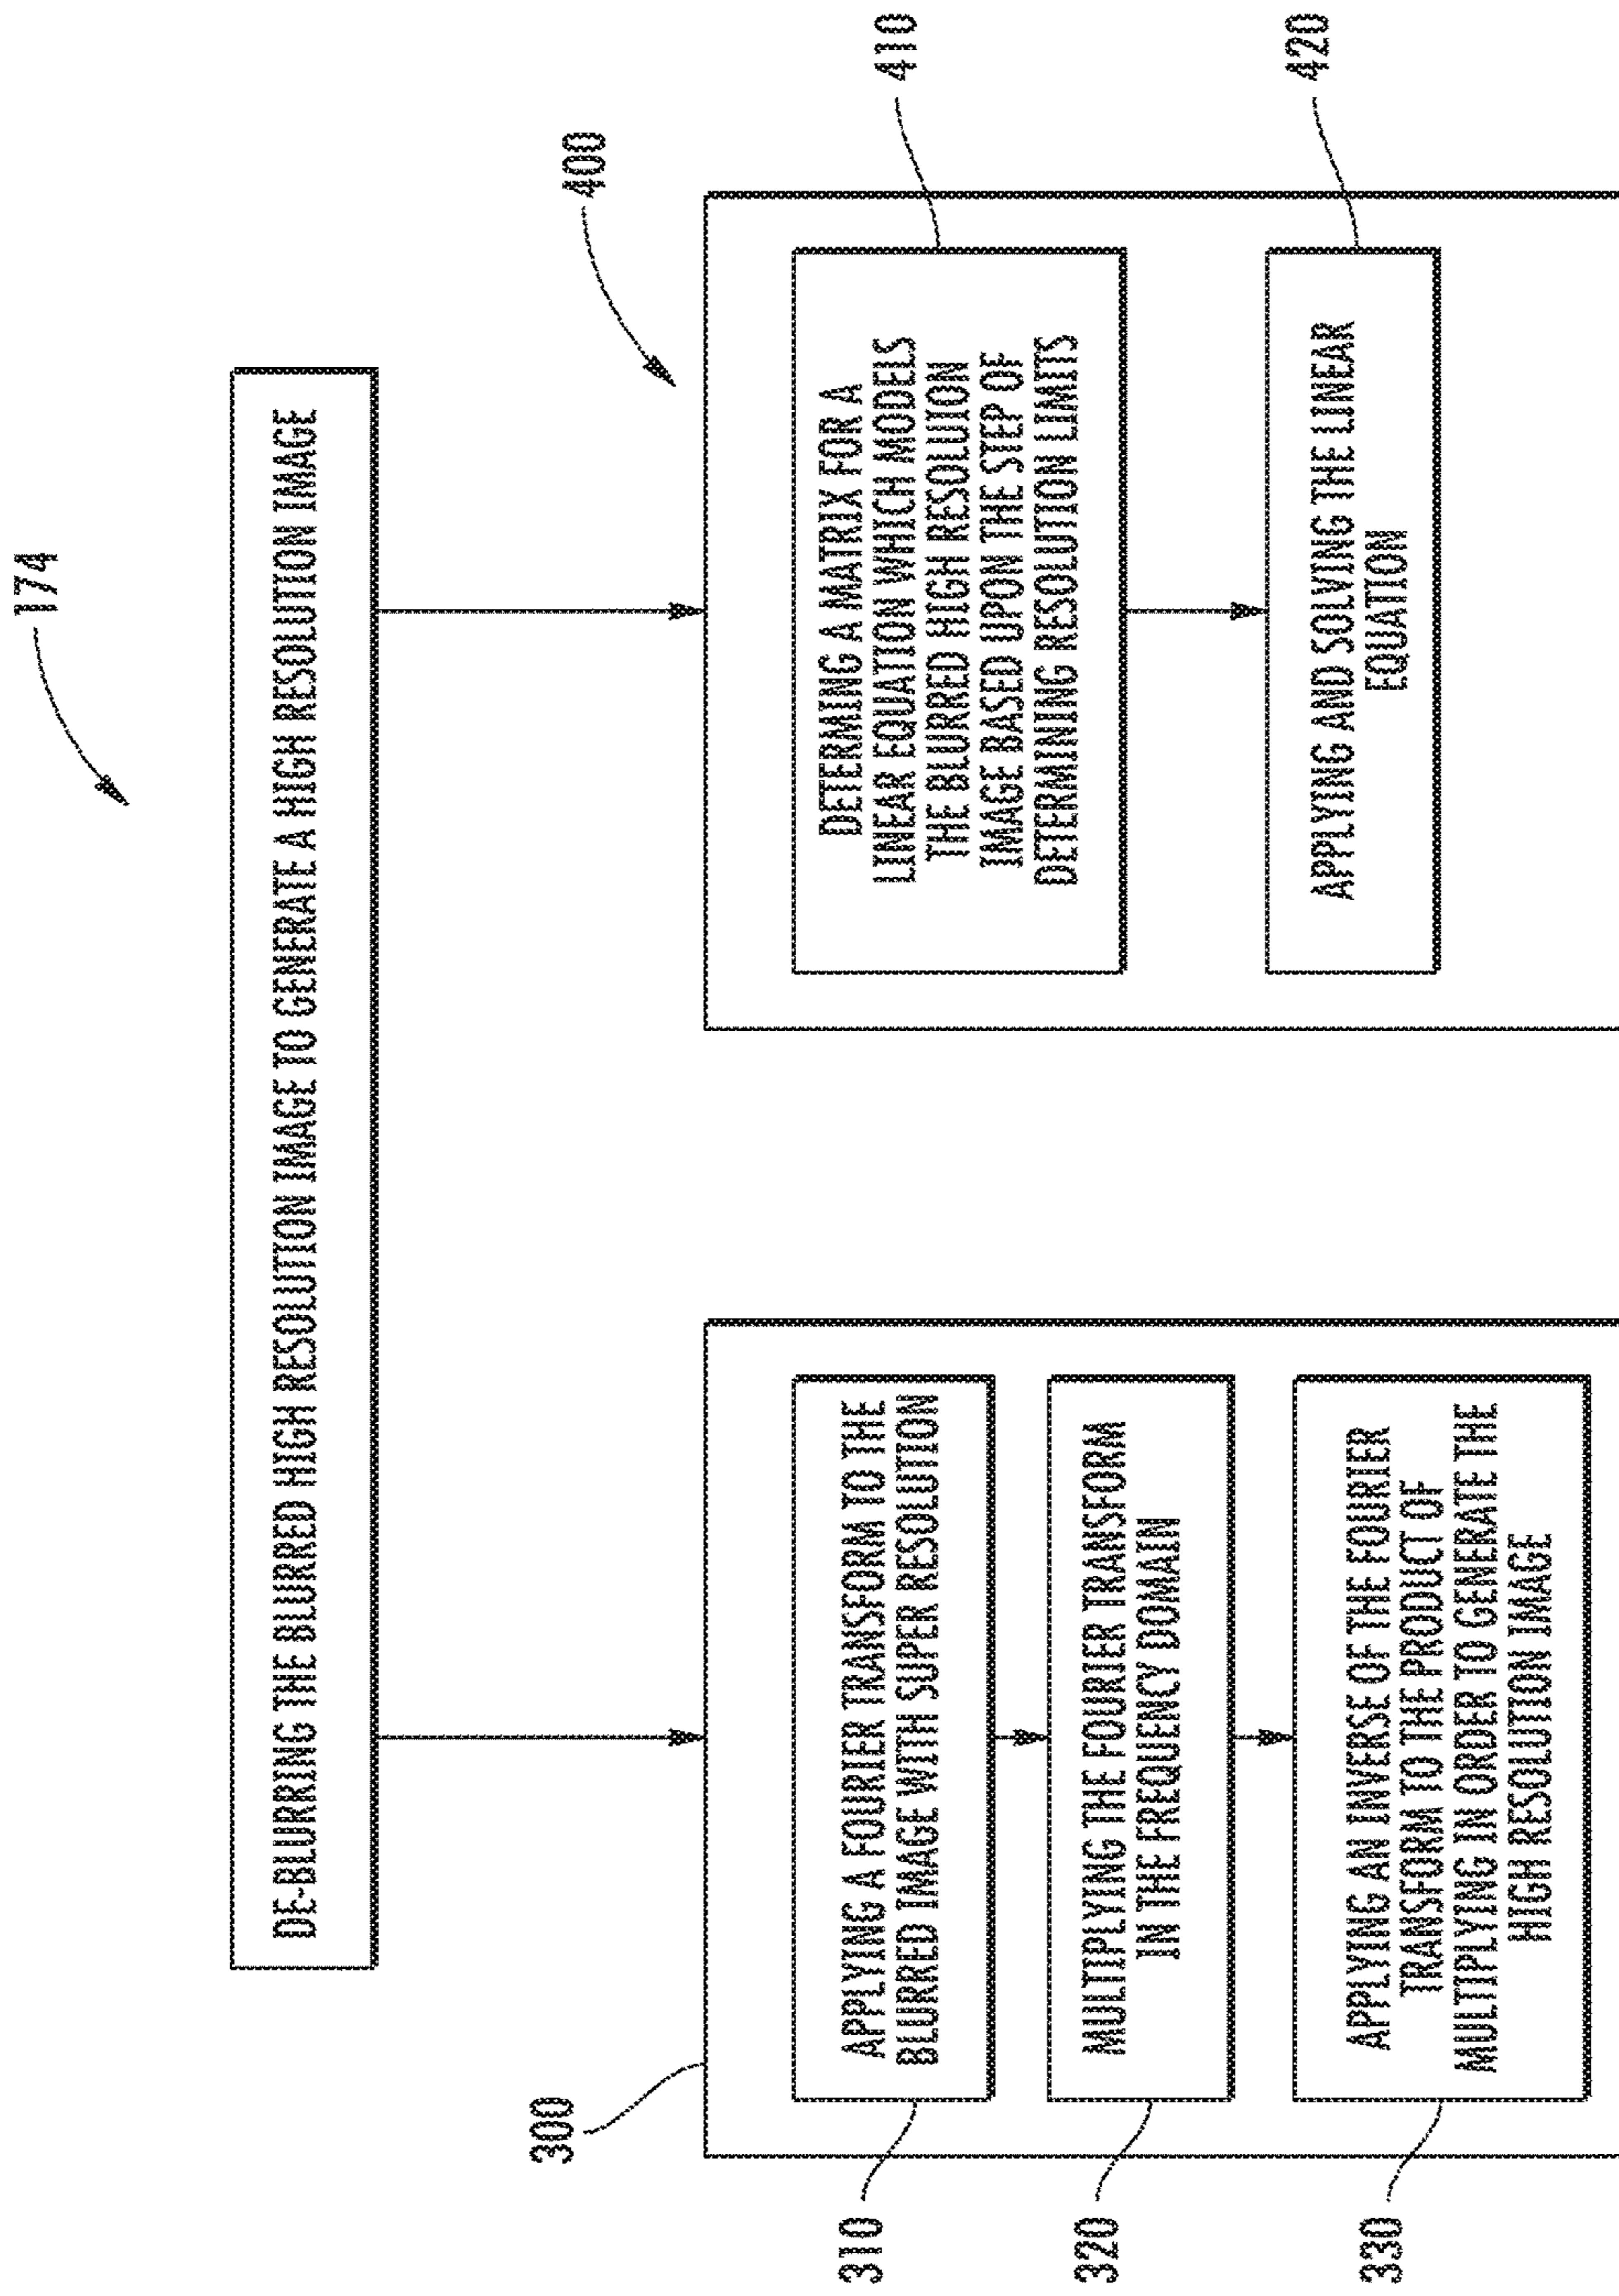 174
DE-BLURRING THE BLURRED HIGH RESOLUTION IMAGE TO GENERATE A HIGH RESOLUTION IMAGE
300
310
APPLYING A FOURIER TRANSFORM TO THE
BLURRED IMAGE WITH SUPER RESOLUTION
320
MULTIPLYING THE FOURIER TRANSFORM
IN THE FREQUENCY DOMAIN
330
APPLYING AN INVERSE OF THE FOURIER
TRANSFORM TO THE PRODUCT OF
MULTIPLYING IN ORDER TO GENERATE THE
HIGH RESOLUTION IMAGE
400
DETERMING A MATRIX FOR A
LINEAR EQUATION WHICH MODELS
THE BLURRED HIGH RESOLUTION
IMAGE BASED UPON THE STEP OF
DETERMINING RESOLUTION LIMITS
410
APPLYING AND SOLVING THE LINEAR
EQUATION
420